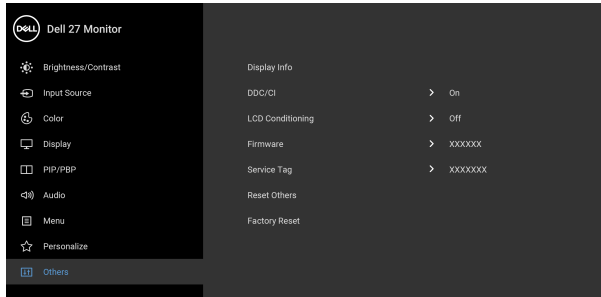 DELL Dell 27 Monitor
Brightness/Contrast
Display Info
Input Source
DDC/CI > On
Color
LCD Conditioning > Off
Display
Firmware > XXXXXX
PIP/PBP
Service Tag > XXXXXXX
Audio
Reset Others
Menu
Factory Reset
Personalize
Others